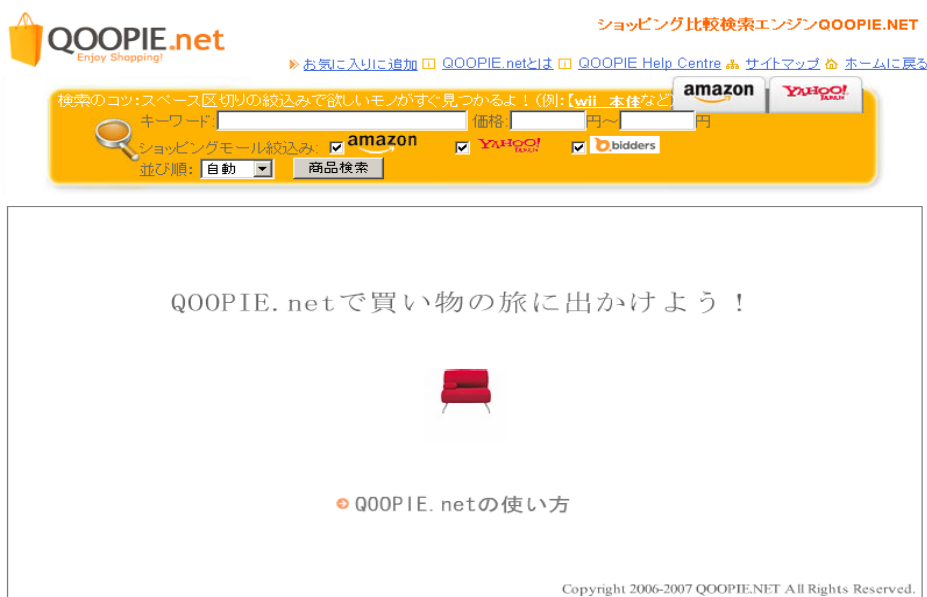 ショッピング比較検索エンジンQOOPIE.NET
QOOPIE.net
Enjoy Shopping!
お気に入りに追加 QOOPIE.netとは QOOPIE Help Centre サイトマップ ホームに戻る
amazon YAHOO! JAPAN
検索のコツ:スペース区切りの絞込みで欲しいモノがすぐ見つかるよ！(例:【wii 本体など
キーワード: 価格: 円～ 円
ショッピングモール絞込み: amazon YAHOO! JAPAN bidders
並び順: 自動 商品検索
QOOPIE.netで買い物の旅に出かけよう！
QOOPIE.netの使い方
Copyright 2006-2007 QOOPIE.NET All Rights Reserved.